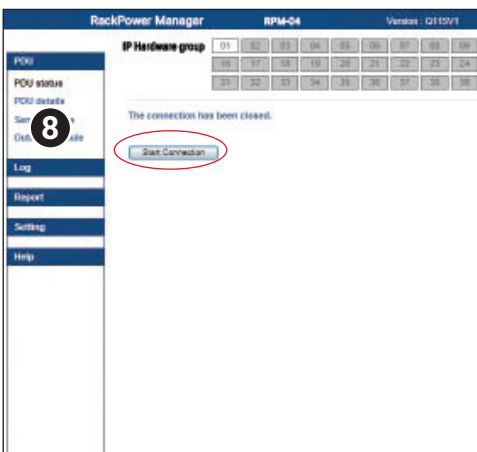 RackPower Manager RPM-04 Version : Q115V1
IP Hardware group 01 02 03 04 05 06 07 08 09
16 17 18 19 20 21 22 23 24
31 32 33 34 35 36 37 38 39
PDU
PDU status
PDU details
8
The connection has been closed.
Start Connection
Log
Report
Setting
Help